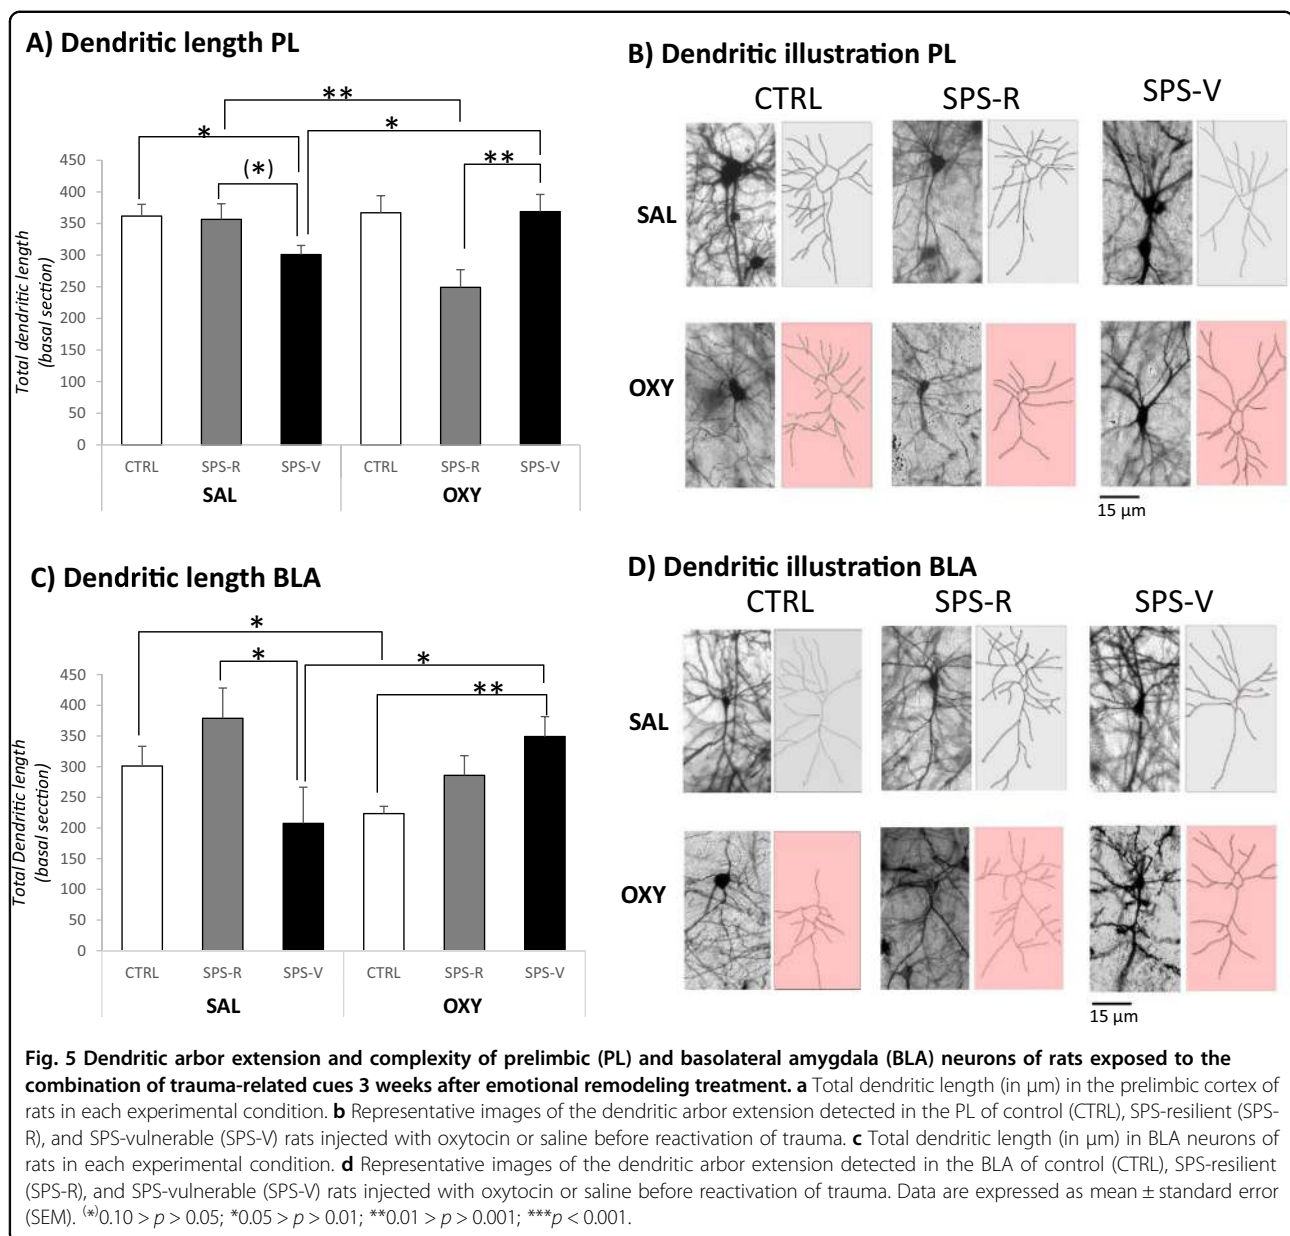 A) Dendritic length PL
**
*
*
(*)
**
450
400
350
300
250
200
350
100
50
0
Total dendritic length
(basal section)
CTRL SPS-R SPS-V CTRL SPS-R SPS-V
SAL OXY
B) Dendritic illustration PL
CTRL SPS-R SPS-V
SAL
OXY
15 µm
C) Dendritic length BLA
*
*
*
**
450
400
350
300
250
200
150
100
50
0
Total Dendritic length
(basal secction)
CTRL SPS-R SPS-V CTRL SPS-R SPS-V
SAL OXY
D) Dendritic illustration BLA
CTRL SPS-R SPS-V
SAL
OXY
15 µm
Fig. 5 Dendritic arbor extension and complexity of prelimbic (PL) and basolateral amygdala (BLA) neurons of rats exposed to the
combination of trauma-related cues 3 weeks after emotional remodeling treatment. a Total dendritic length (in μm) in the prelimbic cortex of
rats in each experimental condition. b Representative images of the dendritic arbor extension detected in the PL of control (CTRL), SPS-resilient (SPS-
R), and SPS-vulnerable (SPS-V) rats injected with oxytocin or saline before reactivation of trauma. c Total dendritic length (in μm) in BLA neurons of
rats in each experimental condition. d Representative images of the dendritic arbor extension detected in the BLA of control (CTRL), SPS-resilient
(SPS-R), and SPS-vulnerable (SPS-V) rats injected with oxytocin or saline before reactivation of trauma. Data are expressed as mean ± standard error
(SEM). (*)0.10 > p > 0.05; *0.05 > p > 0.01; **0.01 > p > 0.001; ***p < 0.001.